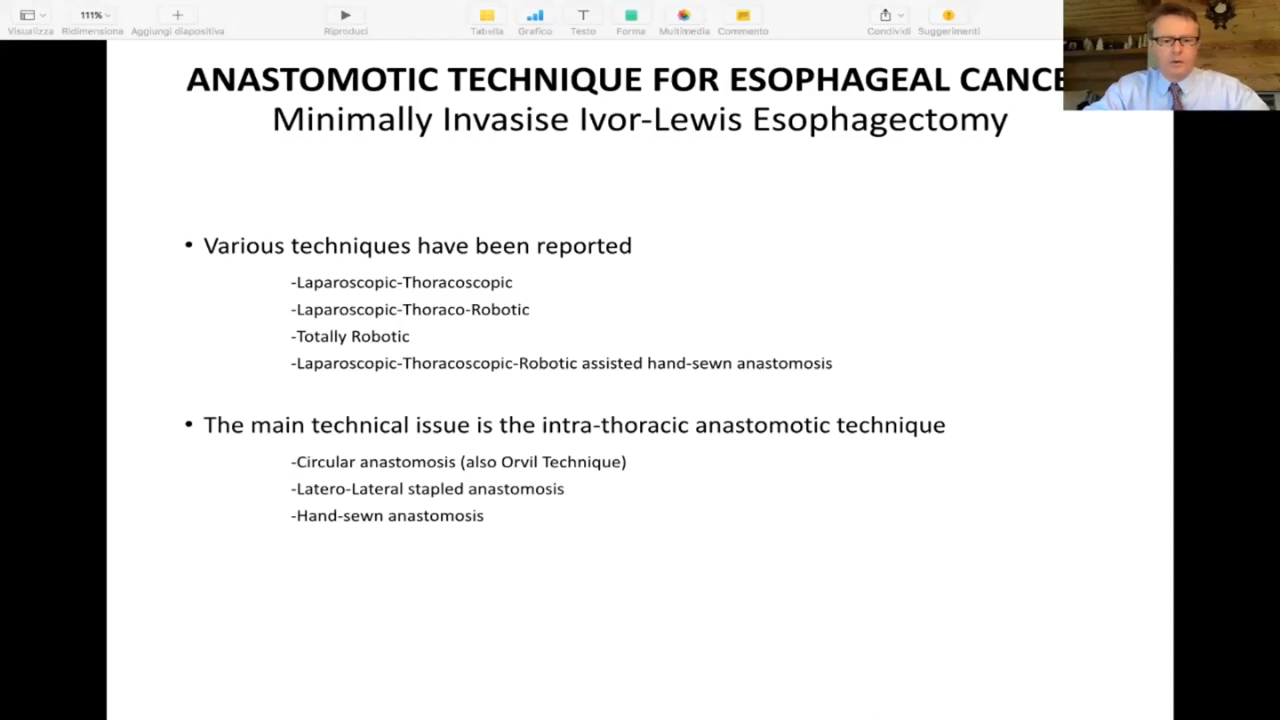 111%
Visualizza Ridimensiona Aggiungi diapositiva Riproduci Tabella Grafico Testo Forma Multimedia Commento Condividi Suggerimenti
ANASTOMOTIC TECHNIQUE FOR ESOPHAGEAL CANCE
Minimally Invasise Ivor-Lewis Esophagectomy
• Various techniques have been reported
-Laparoscopic-Thoracoscopic
-Laparoscopic-Thoraco-Robotic
-Totally Robotic
-Laparoscopic-Thoracoscopic-Robotic assisted hand-sewn anastomosis
• The main technical issue is the intra-thoracic anastomotic technique
-Circular anastomosis (also Orvil Technique)
-Latero-Lateral stapled anastomosis
-Hand-sewn anastomosis